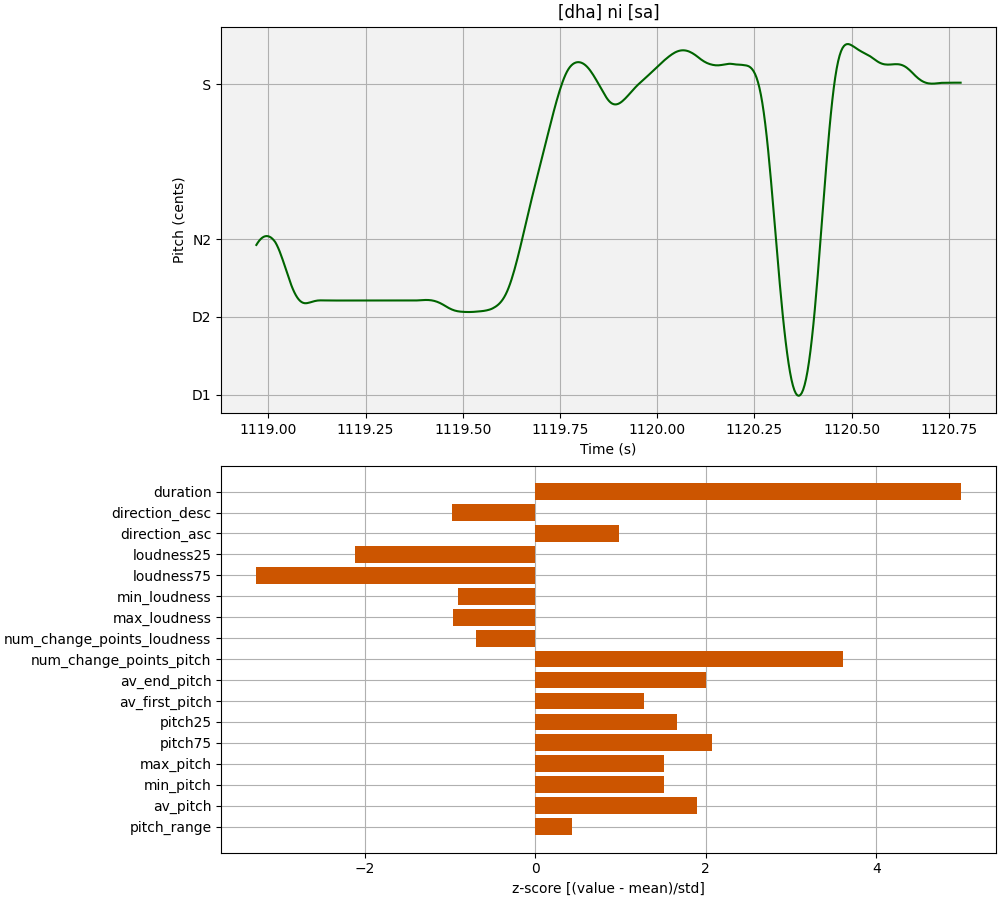 [dha] ni [sa]
S
N2
D2
D1
Pitch (cents)
1119.00 1119.25 1119.50 1119.75 1120.00 1120.25 1120.50 1120.75
Time (s)
duration
direction_desc
direction_asc
loudness25
loudness75
min_loudness
max_loudness
num_change_points_loudness
num_change_points_pitch
av_end_pitch
av_first_pitch
pitch25
pitch75
max_pitch
min_pitch
av_pitch
pitch_range
−2 0 2 4
z-score [(value - mean)/std]